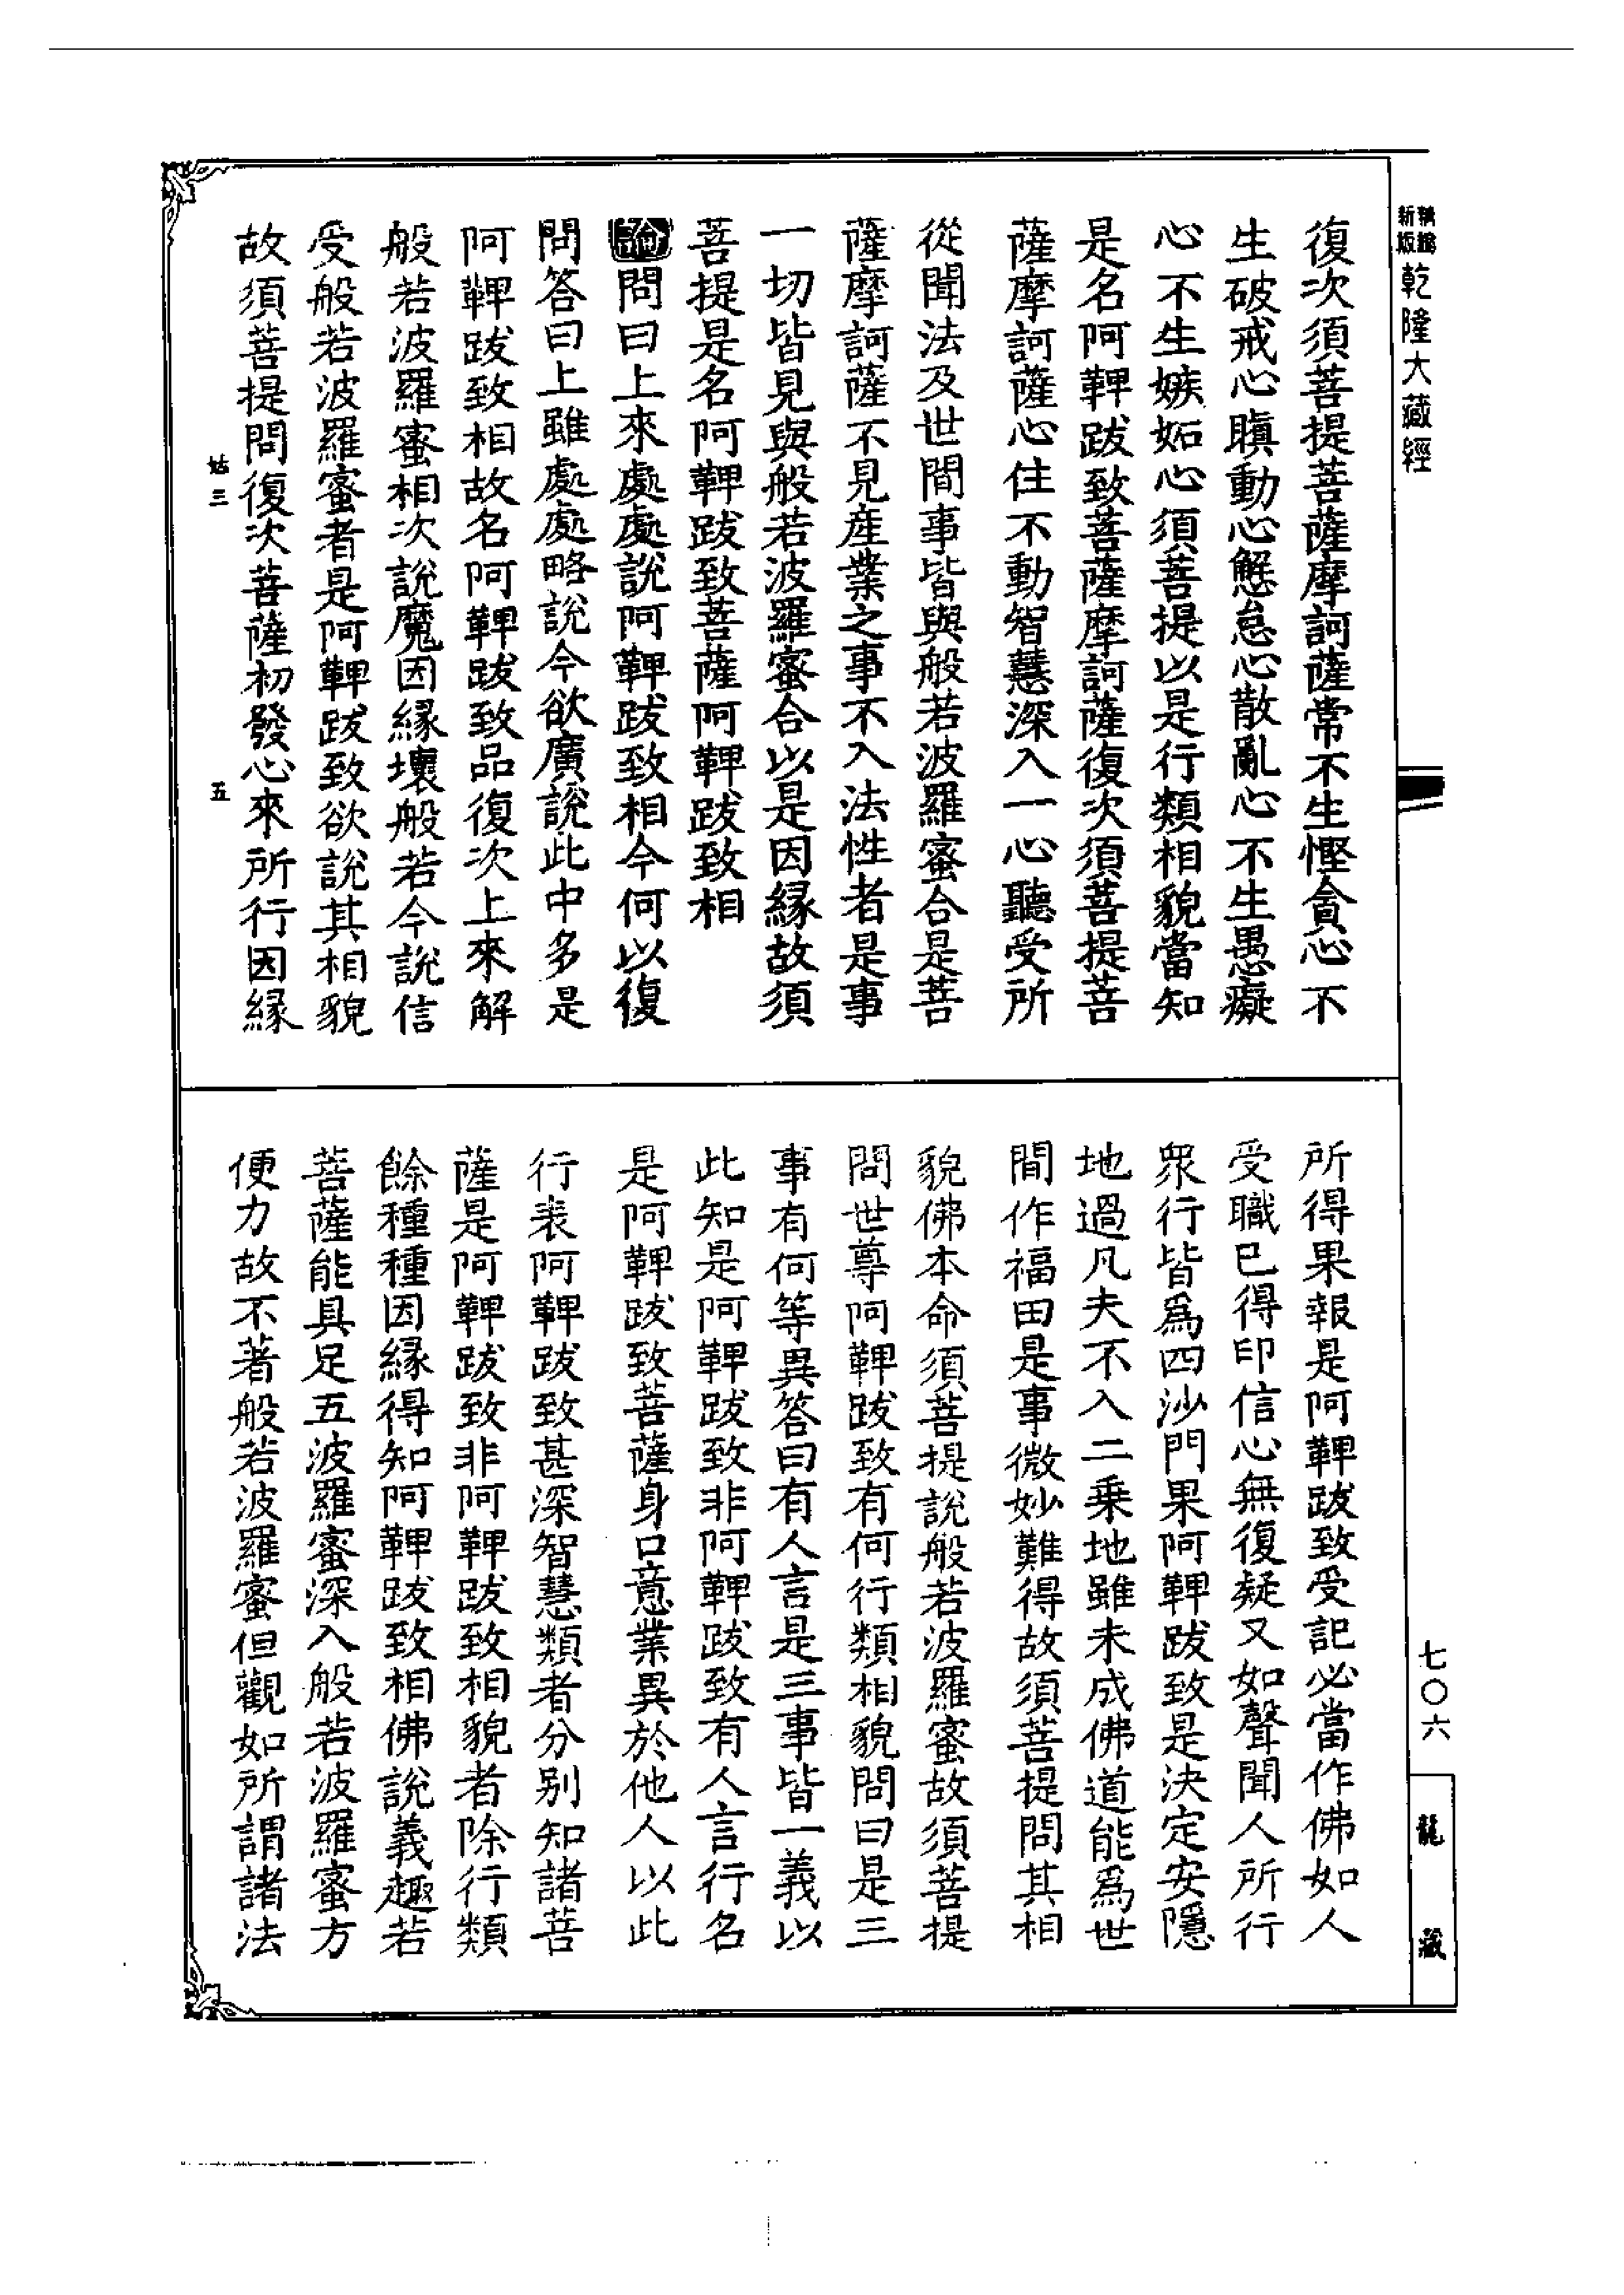 新版
乾隆大藏經
復次須菩提菩薩摩訶薩常不生慳貪心不
生破戒心瞋動心懈怠心散亂心不生愚癡
心不生嫉妬心須菩提以是行類相貌當知
是名阿鞞跋致菩薩摩訶薩復次須菩提菩
薩摩訶薩心住不動智慧深入一心聽受所
從聞法及世間事皆與般若波羅蜜合是菩
薩摩訶薩不見産業之事不入法性者是事
一切皆見與般若波羅蜜合以是因緣故須
菩提是名阿鞞跋致菩薩阿鞞跋致相
論問曰上來處處說阿鞞跋致相今何以復
問答曰上雖處處略說今欲廣說此中多是
阿鞞跋致相故名阿鞞跋致品復次上來解
般若波羅蜜相次說魔因緣壞般若今說信
受般若波羅蜜者是阿鞞跋致欲說其相貌
故須菩提問復次菩薩初發心來所行因緣
姑三
五
所得果報是阿鞞跋致受記必當作佛如人
受職已得印信心無復疑又如聲聞人所行
衆行皆爲四沙門果阿鞞跋致是決定安隱
地過凡夫不入二乗地雖未成佛道能爲世
間作福田是事微妙難得故須菩提問其相
貌佛本命須菩提說般若波羅蜜故須菩提
問世尊阿鞞跋致有何行類相貌問曰是三
事有何等異答曰有人言是三事皆一義以
此知是阿鞞跋致非阿鞞跋致有人言行名
是阿鞞跋致菩薩身口意業異於他人以此
行表阿鞞跋致甚深智慧類者分别知諸菩
薩是阿鞞跋致非阿鞞跋致相貌者除行類
餘種種因緣得知阿鞞跋致相佛說義趣若
菩薩能具足五波羅蜜深入般若波羅蜜方
便力故不著般若波羅蜜但觀如所謂諸法
七〇六
龍藏